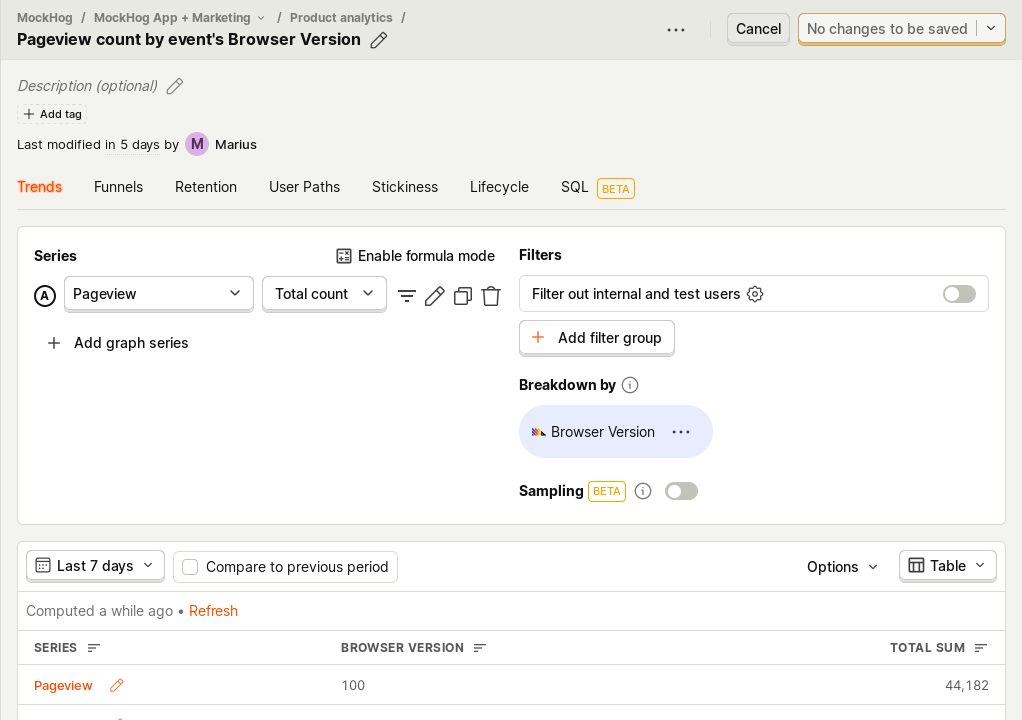 MockHog / MockHog App + Marketing / Product analytics /
Pageview count by event's Browser Version
Cancel
No changes to be saved
Description (optional)
Add tag
Last modified in 5 days by M Marius
Trends Funnels Retention User Paths Stickiness Lifecycle SQL BETA
Series
Enable formula mode
A Pageview Total count
Add graph series
Filters
Filter out internal and test users
Add filter group
Breakdown by
Browser Version
Sampling BETA
Last 7 days
Compare to previous period
Options
Table
Computed a while ago • Refresh
SERIES BROWSER VERSION TOTAL SUM
Pageview 100 44,182